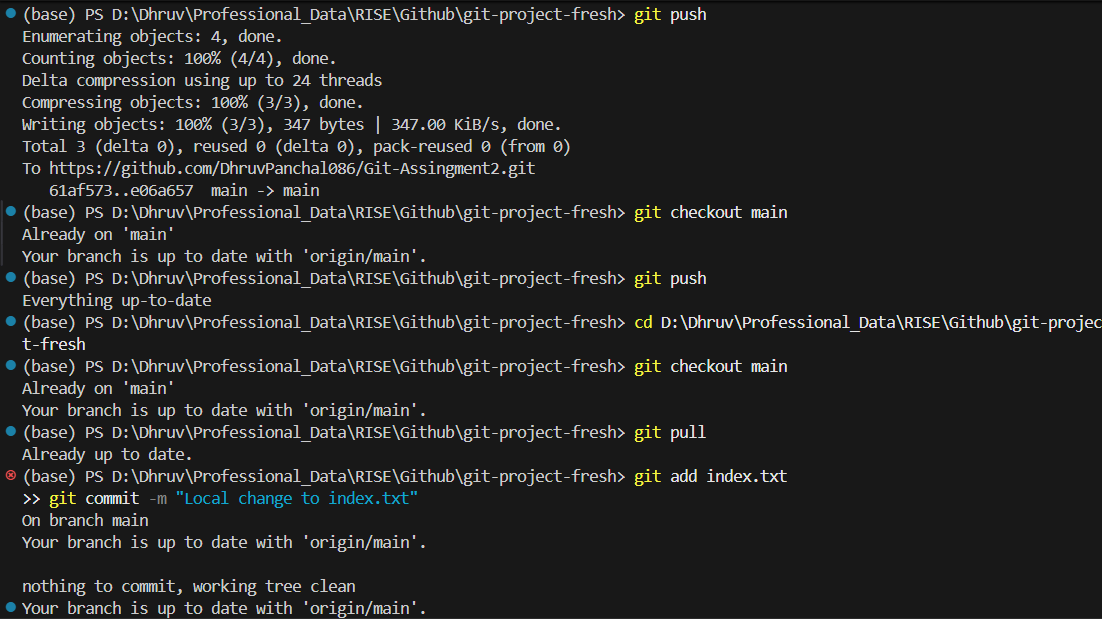 (base) PS D:\Dhruv\Professional_Data\RISE\Github\git-project-fresh> git push
Enumerating objects: 4, done.
Counting objects: 100% (4/4), done.
Delta compression using up to 24 threads
Compressing objects: 100% (3/3), done.
Writing objects: 100% (3/3), 347 bytes | 347.00 KiB/s, done.
Total 3 (delta 0), reused 0 (delta 0), pack-reused 0 (from 0)
To https://github.com/DhruvPanchal086/Git-Assingment2.git
   61af573..e06a657  main -> main
(base) PS D:\Dhruv\Professional_Data\RISE\Github\git-project-fresh> git checkout main
Already on 'main'
Your branch is up to date with 'origin/main'.
(base) PS D:\Dhruv\Professional_Data\RISE\Github\git-project-fresh> git push
Everything up-to-date
(base) PS D:\Dhruv\Professional_Data\RISE\Github\git-project-fresh> cd D:\Dhruv\Professional_Data\RISE\Github\git-projec
t-fresh
(base) PS D:\Dhruv\Professional_Data\RISE\Github\git-project-fresh> git checkout main
Already on 'main'
Your branch is up to date with 'origin/main'.
(base) PS D:\Dhruv\Professional_Data\RISE\Github\git-project-fresh> git pull
Already up to date.
(base) PS D:\Dhruv\Professional_Data\RISE\Github\git-project-fresh> git add index.txt
>> git commit -m "Local change to index.txt"
On branch main
Your branch is up to date with 'origin/main'.

nothing to commit, working tree clean
Your branch is up to date with 'origin/main'.